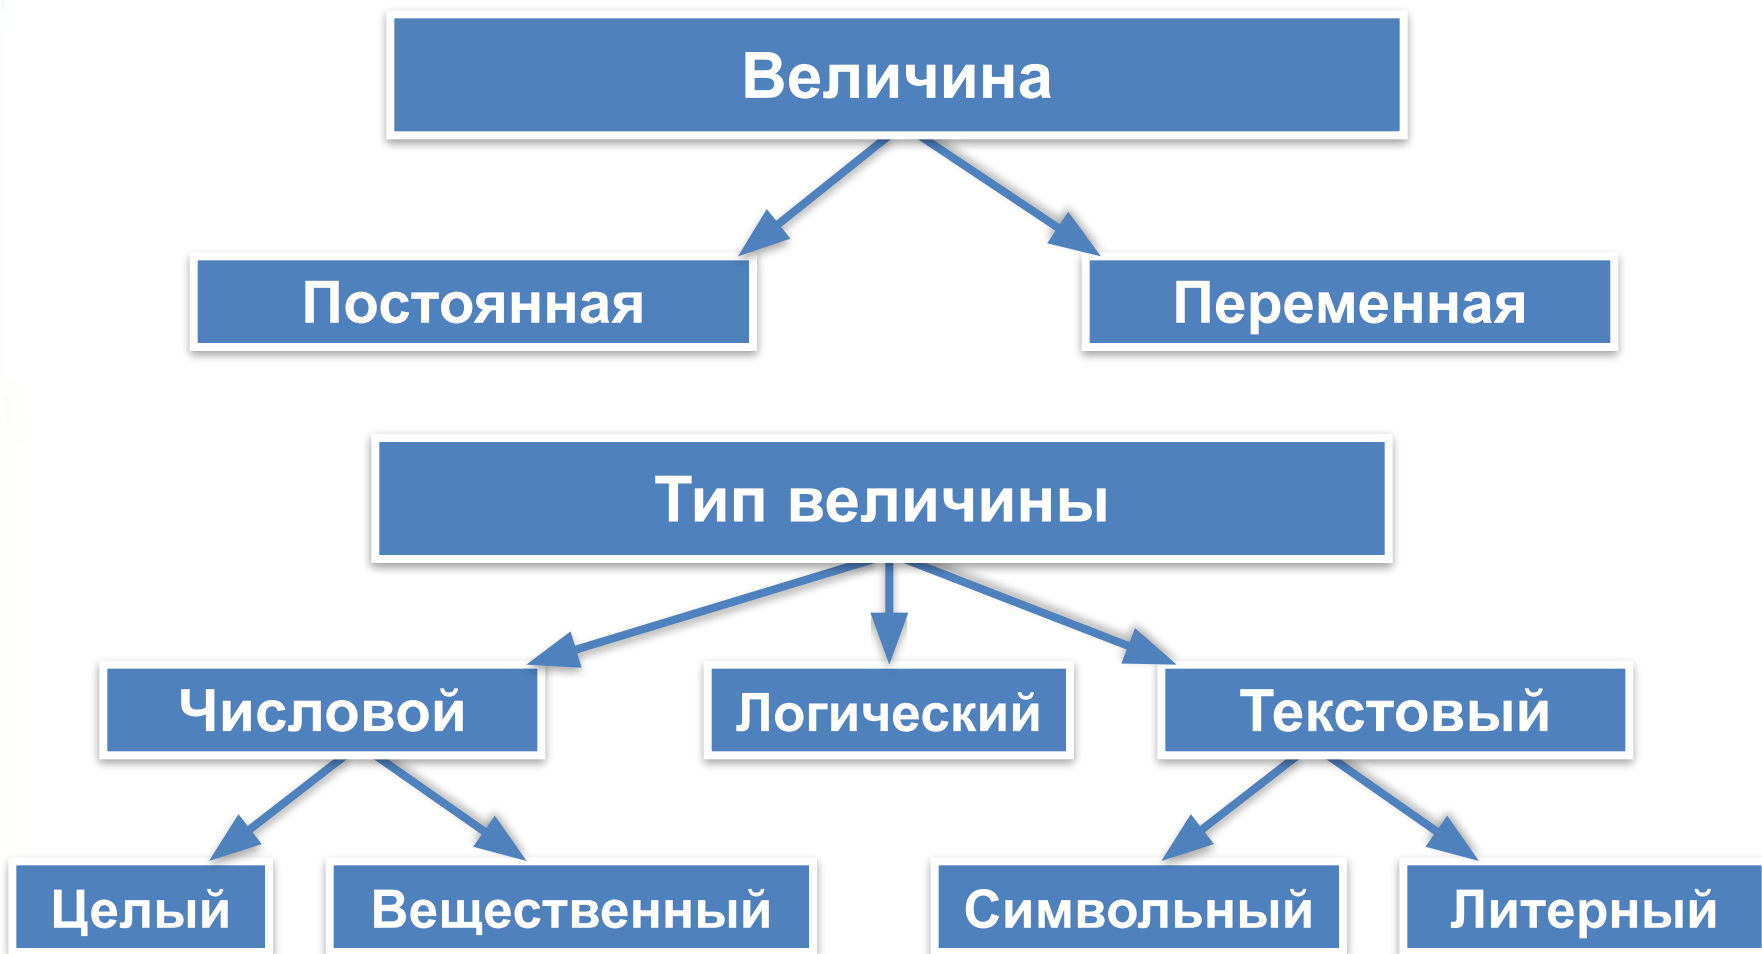 Величина
Постоянная
Переменная
Тип величины
Числовой
Логический
Текстовый
Целый
Вещественный
Символьный
Литерный